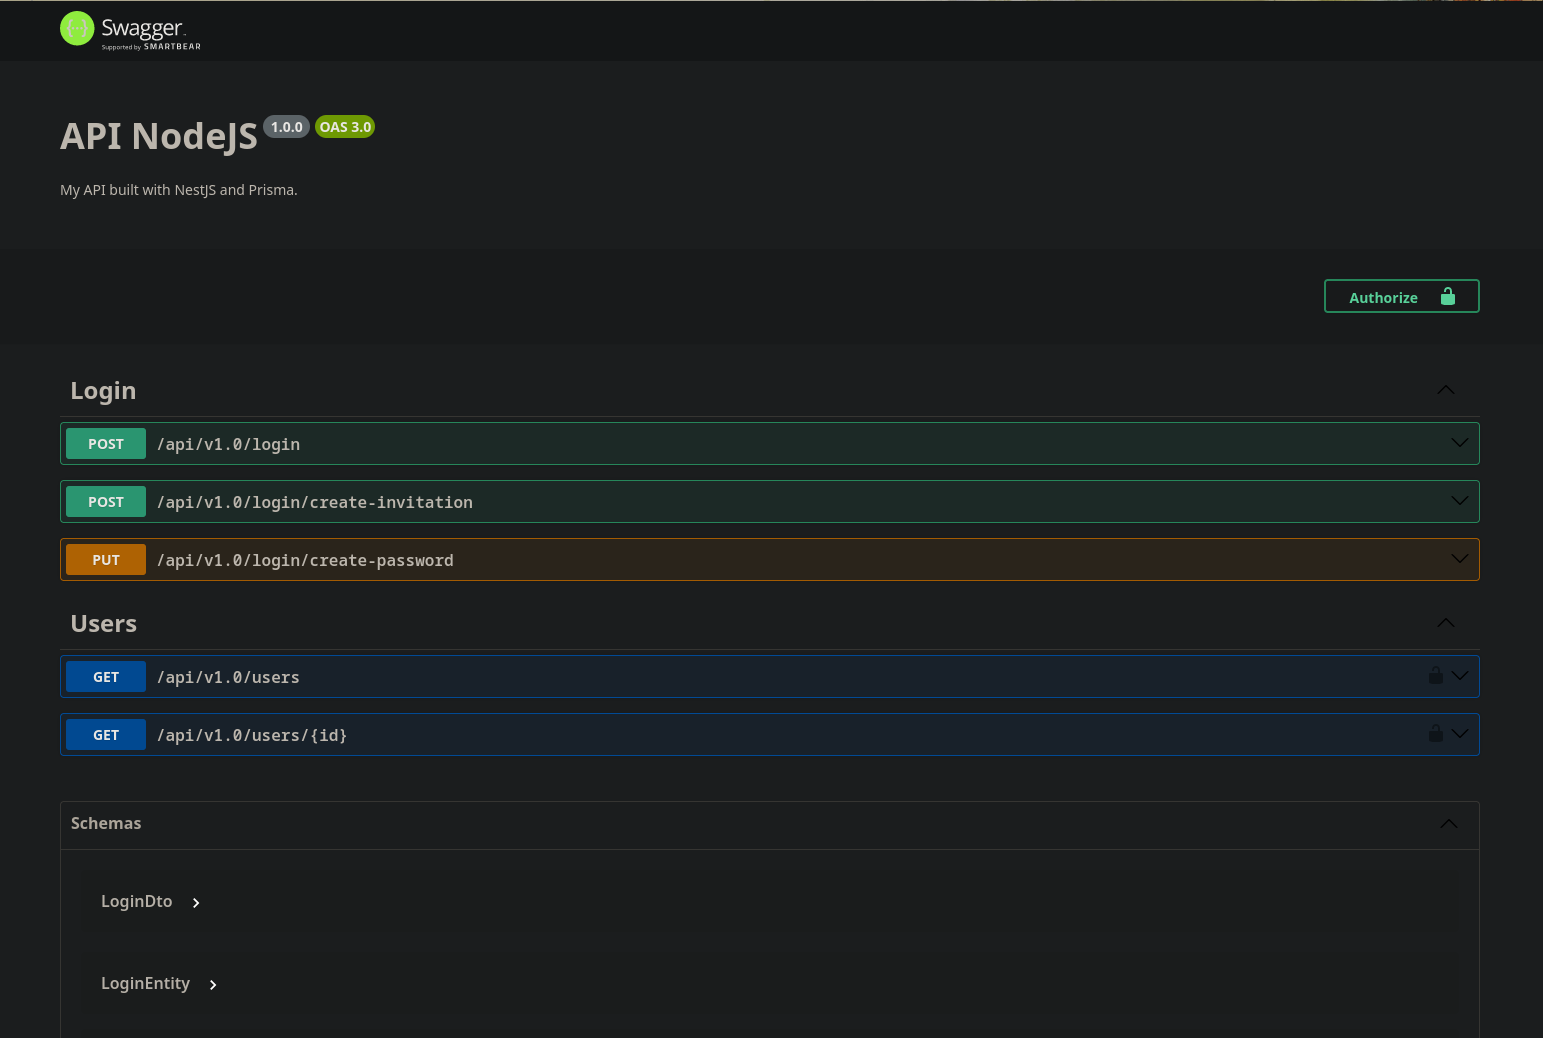 Swagger
Supported by SMARTBEAR
API NodeJS 1.0.0 OAS 3.0
My API built with NestJS and Prisma.
Authorize
Login
POST /api/v1.0/login
POST /api/v1.0/login/create-invitation
PUT /api/v1.0/login/create-password
Users
GET /api/v1.0/users
GET /api/v1.0/users/{id}
Schemas
LoginDto
LoginEntity